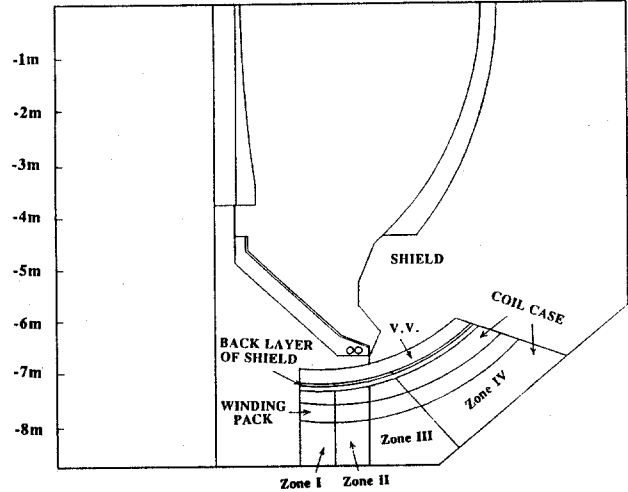 -1m
-2m
-3m
-4m
-5m
SHIELD
COIL CASE
-6m
V.V.
BACK LAYER
OF SHIELD
-7m
WINDING
PACK
Zone IV
-8m
Zone III
Zone I
Zone II